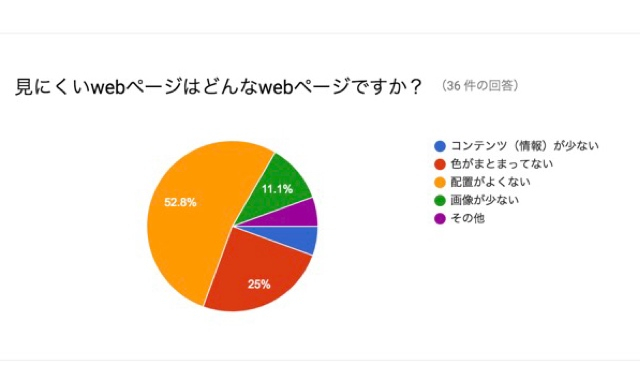 見にくいwebページはどんなwebページですか？ （36 件の回答）
コンテンツ（情報）が少ない
色がまとまってない
配置がよくない
画像が少ない
その他
52.8%
11.1%
25%